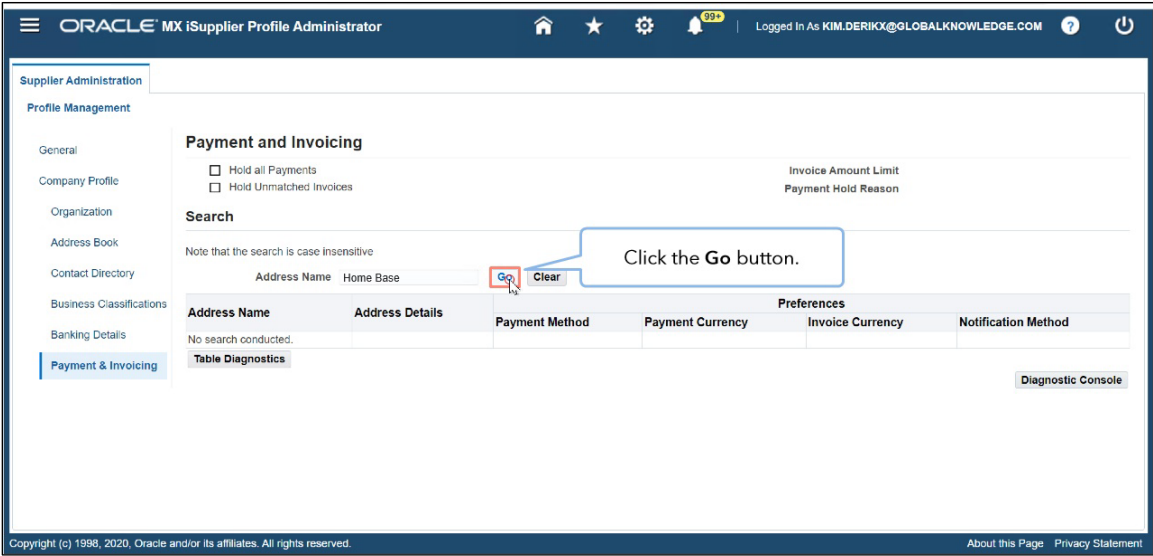 ORACLE MX iSupplier Profile Administrator
99+
Logged In As KIM.DERIKX@GLOBALKNOWLEDGE.COM
?
Supplier Administration
Profile Management
General
Company Profile
Organization
Address Book
Contact Directory
Business Classifications
Banking Details
Payment & Invoicing
Payment and Invoicing
Hold all Payments
Hold Unmatched Invoices
Invoice Amount Limit
Payment Hold Reason
Search
Note that the search is case insensitive
Address Name Home Base Go Clear
Click the Go button.
Preferences
Address Name Address Details Payment Method Payment Currency Invoice Currency Notification Method
No search conducted.
Table Diagnostics
Diagnostic Console
Copyright (c) 1998, 2020, Oracle and/or its affiliates. All rights reserved.
About this Page Privacy Statement